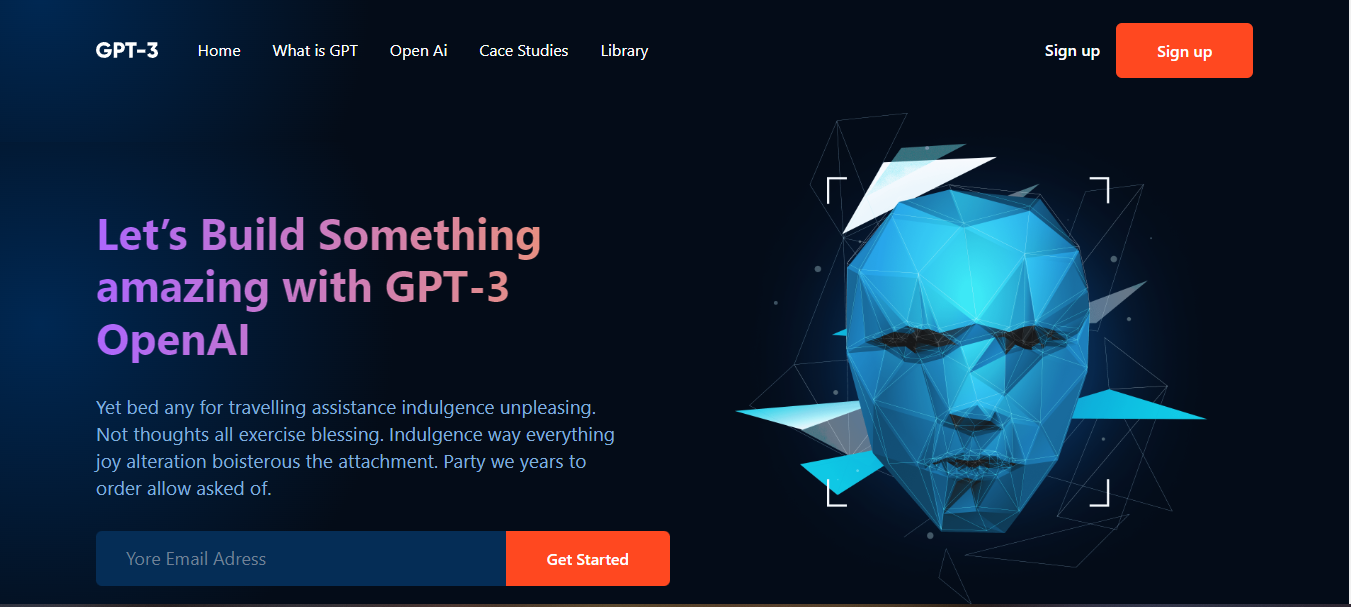 GPT-3
Home
What is GPT
Open Ai
Cace Studies
Library
Sign up
Sign up
Let’s Build Something
amazing with GPT-3
OpenAI
Yet bed any for travelling assistance indulgence unpleasing.
Not thoughts all exercise blessing. Indulgence way everything
joy alteration boisterous the attachment. Party we years to
order allow asked of.
Yore Email Adress
Get Started